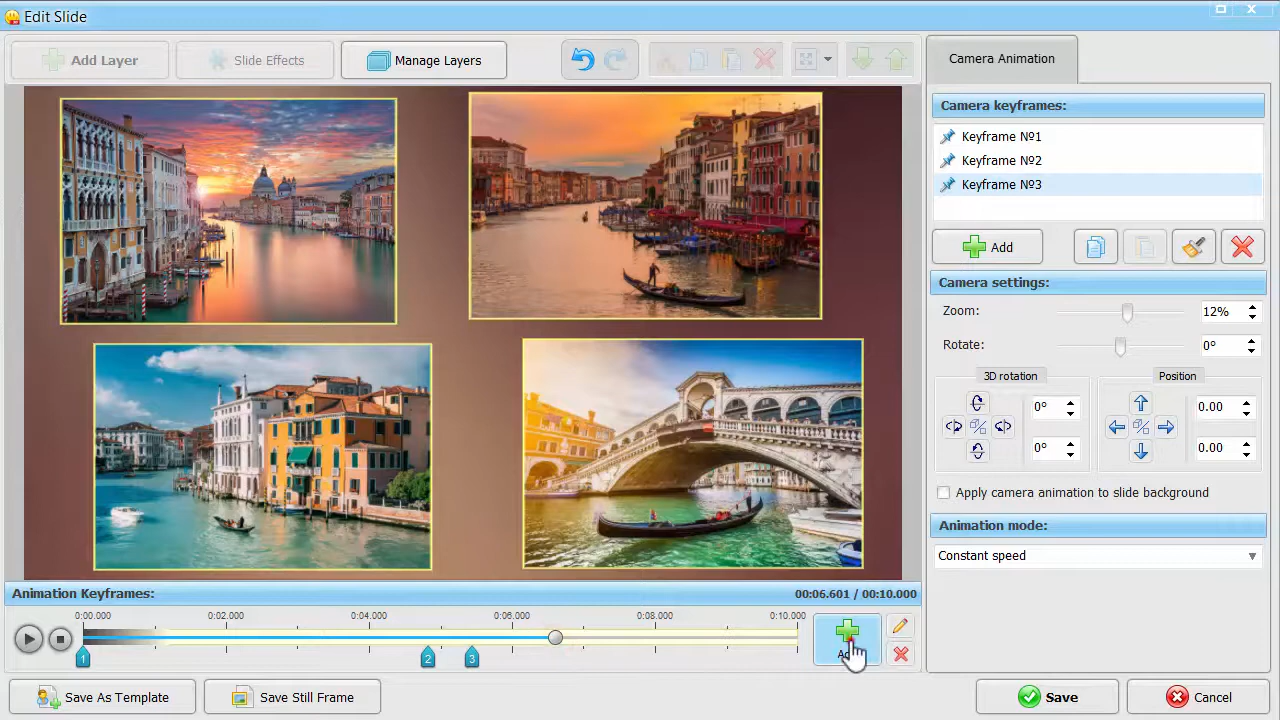 Edit Slide
Add Layer
Slide Effects
Manage Layers
Camera Animation
Camera keyframes:
Keyframe №1
Keyframe №2
Keyframe №3
Add
Camera settings:
Zoom:
12%
Rotate:
0°
3D rotation
Position
0°
0.00
0°
0.00
Apply camera animation to slide background
Animation mode:
Constant speed
Animation Keyframes:
00:06.601 / 00:10.000
0:00.000
0:02.000
0:04.000
0:06.000
0:08.000
0:10.000
1
2
3
Save As Template
Save Still Frame
Save
Cancel